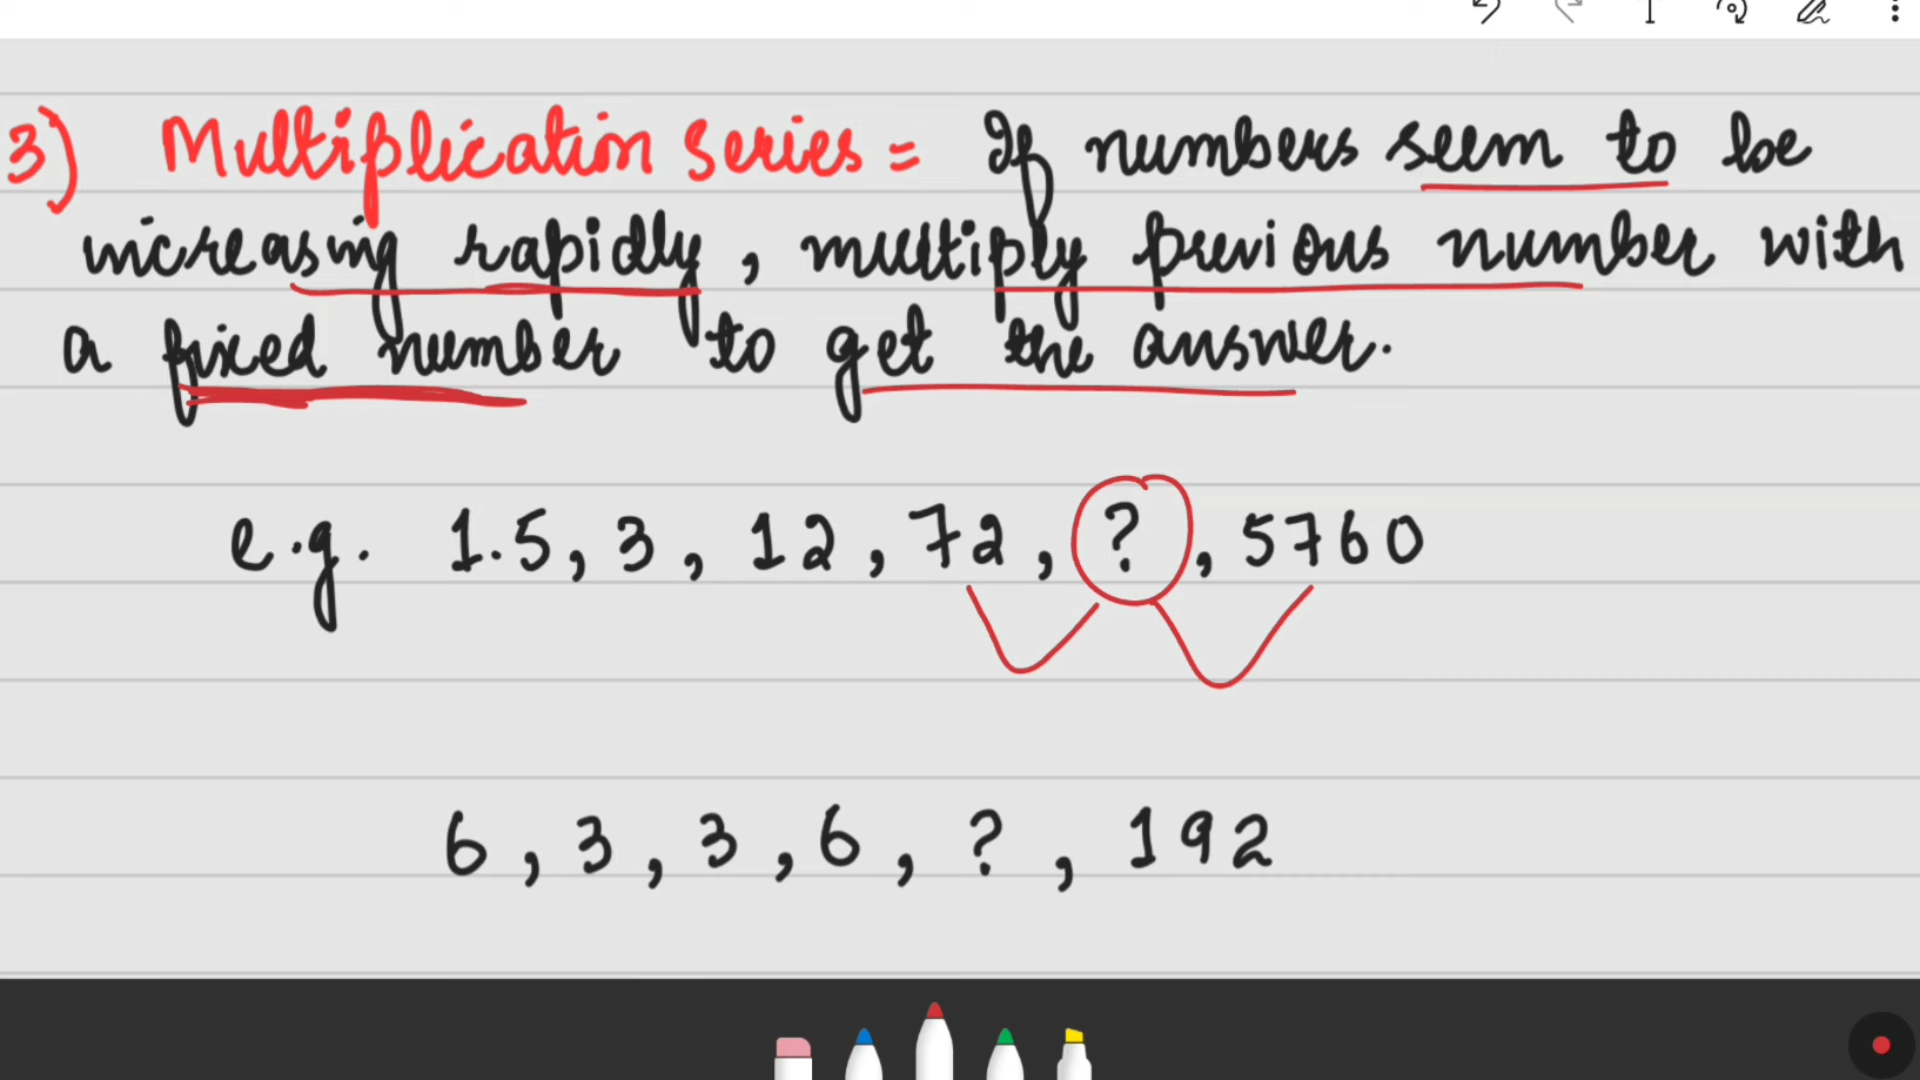 3) Multiplication series = If numbers seem to be
increasing rapidly, multiply previous number with
a fixed number to get the answer.
e.g. 1.5, 3, 12, 72, ?, 5760
6, 3, 3, 6, ?, 192